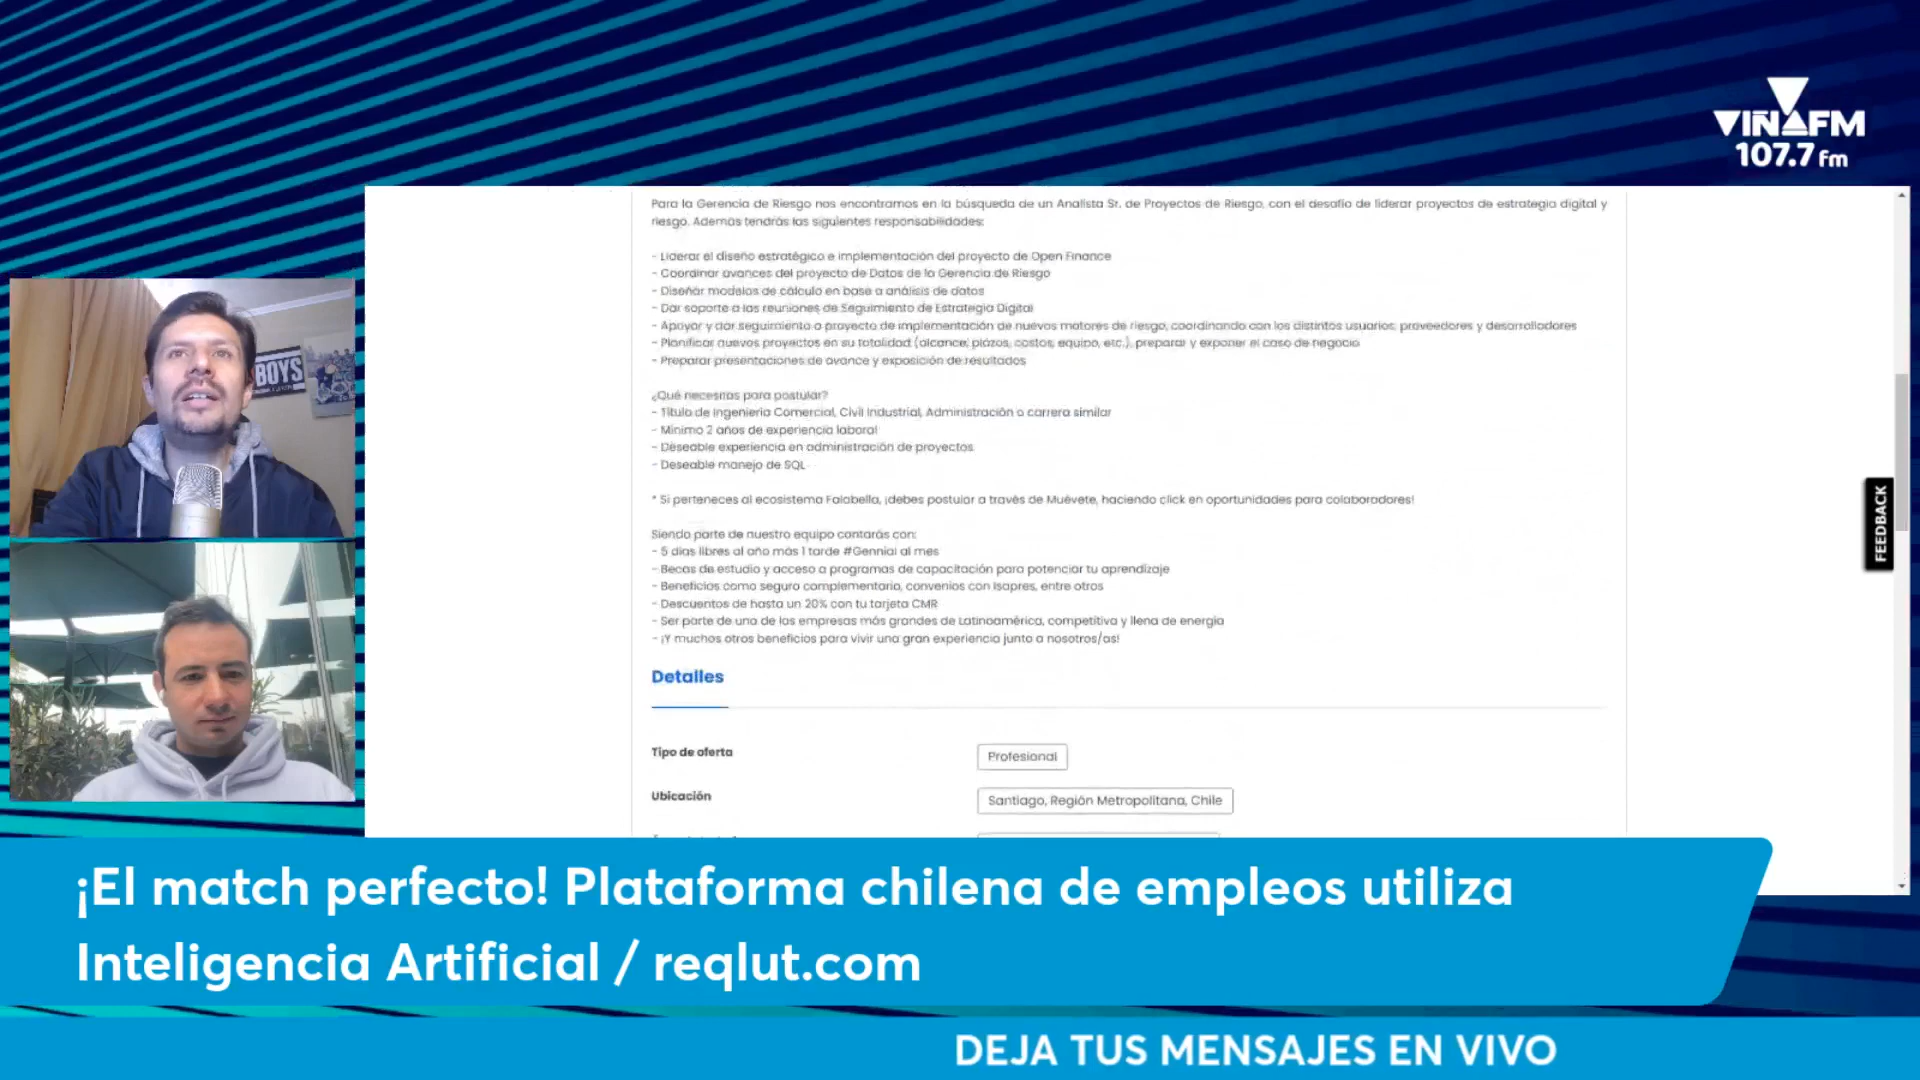 VIÑAFM
107.7 fm
Para la Gerencia de Riesgo nos encontramos en la búsqueda de un Analista Sr. de Proyectos de Riesgo, con el desafío de liderar proyectos de estrategia digital y
riesgo. Además tendrás las siguientes responsabilidades:
- Liderar el diseño estratégico e implementación del proyecto de Open Finance
- Coordinar avances del proyecto de Datos de la Gerencia de Riesgo
- Diseñar modelos de cálculo en base a análisis de datos
- Dar soporte a las reuniones de Seguimiento de Estrategia Digital
- Apoyar y dar seguimiento a proyecto de implementación de nuevos motores de riesgo, coordinando con los distintos usuarios, proveedores y desarrolladores
- Planificar nuevos proyectos en su totalidad (alcance, plazos, costos, equipo, etc.), preparar y exponer el caso de negocio
- Preparar presentaciones de avance y exposición de resultados
¿Qué necesitas para postular?
- Título de Ingeniería Comercial, Civil Industrial, Administración o carrera similar
- Mínimo 2 años de experiencia laboral
- Deseable experiencia en administración de proyectos
- Deseable manejo de SQL
* Si perteneces al ecosistema Falabella, ¡debes postular a través de Muévete, haciendo click en oportunidades para colaboradores!
Siendo parte de nuestro equipo contarás con:
- 5 días libres al año más 1 tarde #Gennial al mes
- Becas de estudio y acceso a programas de capacitación para potenciar tu aprendizaje
- Beneficios como seguro complementario, convenios con Isapres, entre otros
- Descuentos de hasta un 20% con tu tarjeta CMR
- Ser parte de una de las empresas más grandes de Latinoamérica, competitiva y llena de energía
- ¡Y muchos otros beneficios para vivir una gran experiencia junto a nosotros/as!
Detalles
Tipo de oferta
Profesional
Ubicación
Santiago, Región Metropolitana, Chile
FEEDBACK
BOYS
¡El match perfecto! Plataforma chilena de empleos utiliza
Inteligencia Artificial / reqlut.com
DEJA TUS MENSAJES EN VIVO